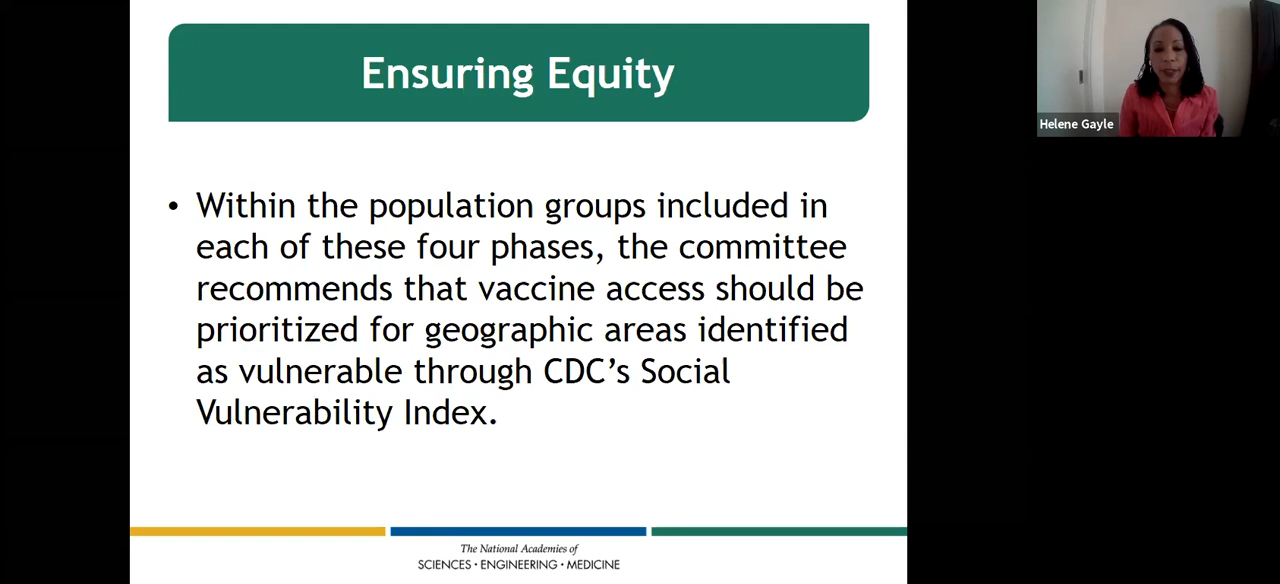 Ensuring Equity
Helene Gayle
• Within the population groups included in
each of these four phases, the committee
recommends that vaccine access should be
prioritized for geographic areas identified
as vulnerable through CDC’s Social
Vulnerability Index.
The National Academies of
SCIENCES · ENGINEERING · MEDICINE